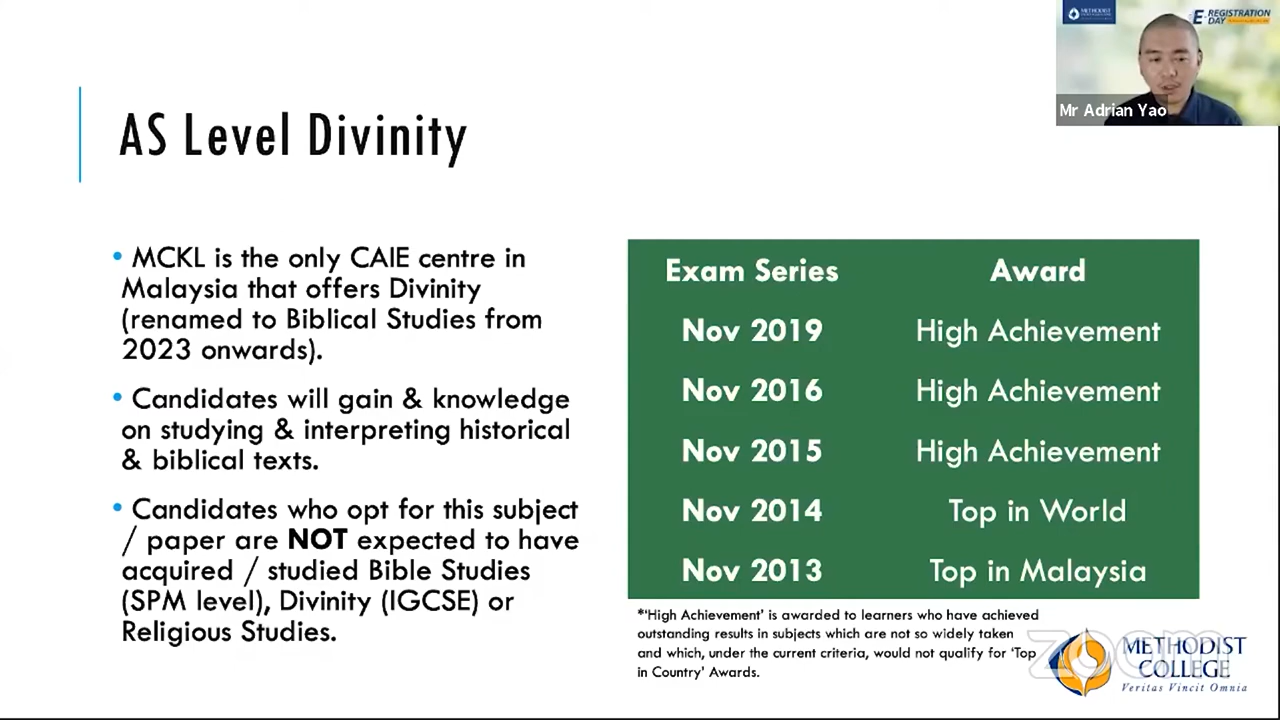 METHODIST
E-REGISTRATION
DAY
Mr Adrian Yao
AS Level Divinity
• MCKL is the only CAIE centre in
Malaysia that offers Divinity
(renamed to Biblical Studies from
2023 onwards).
• Candidates will gain & knowledge
on studying & interpreting historical
& biblical texts.
• Candidates who opt for this subject
/ paper are NOT expected to have
acquired / studied Bible Studies
(SPM level), Divinity (IGCSE) or
Religious Studies.
Exam Series Award
Nov 2019 High Achievement
Nov 2016 High Achievement
Nov 2015 High Achievement
Nov 2014 Top in World
Nov 2013 Top in Malaysia
*‘High Achievement’ is awarded to learners who have achieved
outstanding results in subjects which are not so widely taken
and which, under the current criteria, would not qualify for ‘Top
in Country’ Awards.
zoom
METHODIST
COLLEGE
Veritas Vincit Omnia